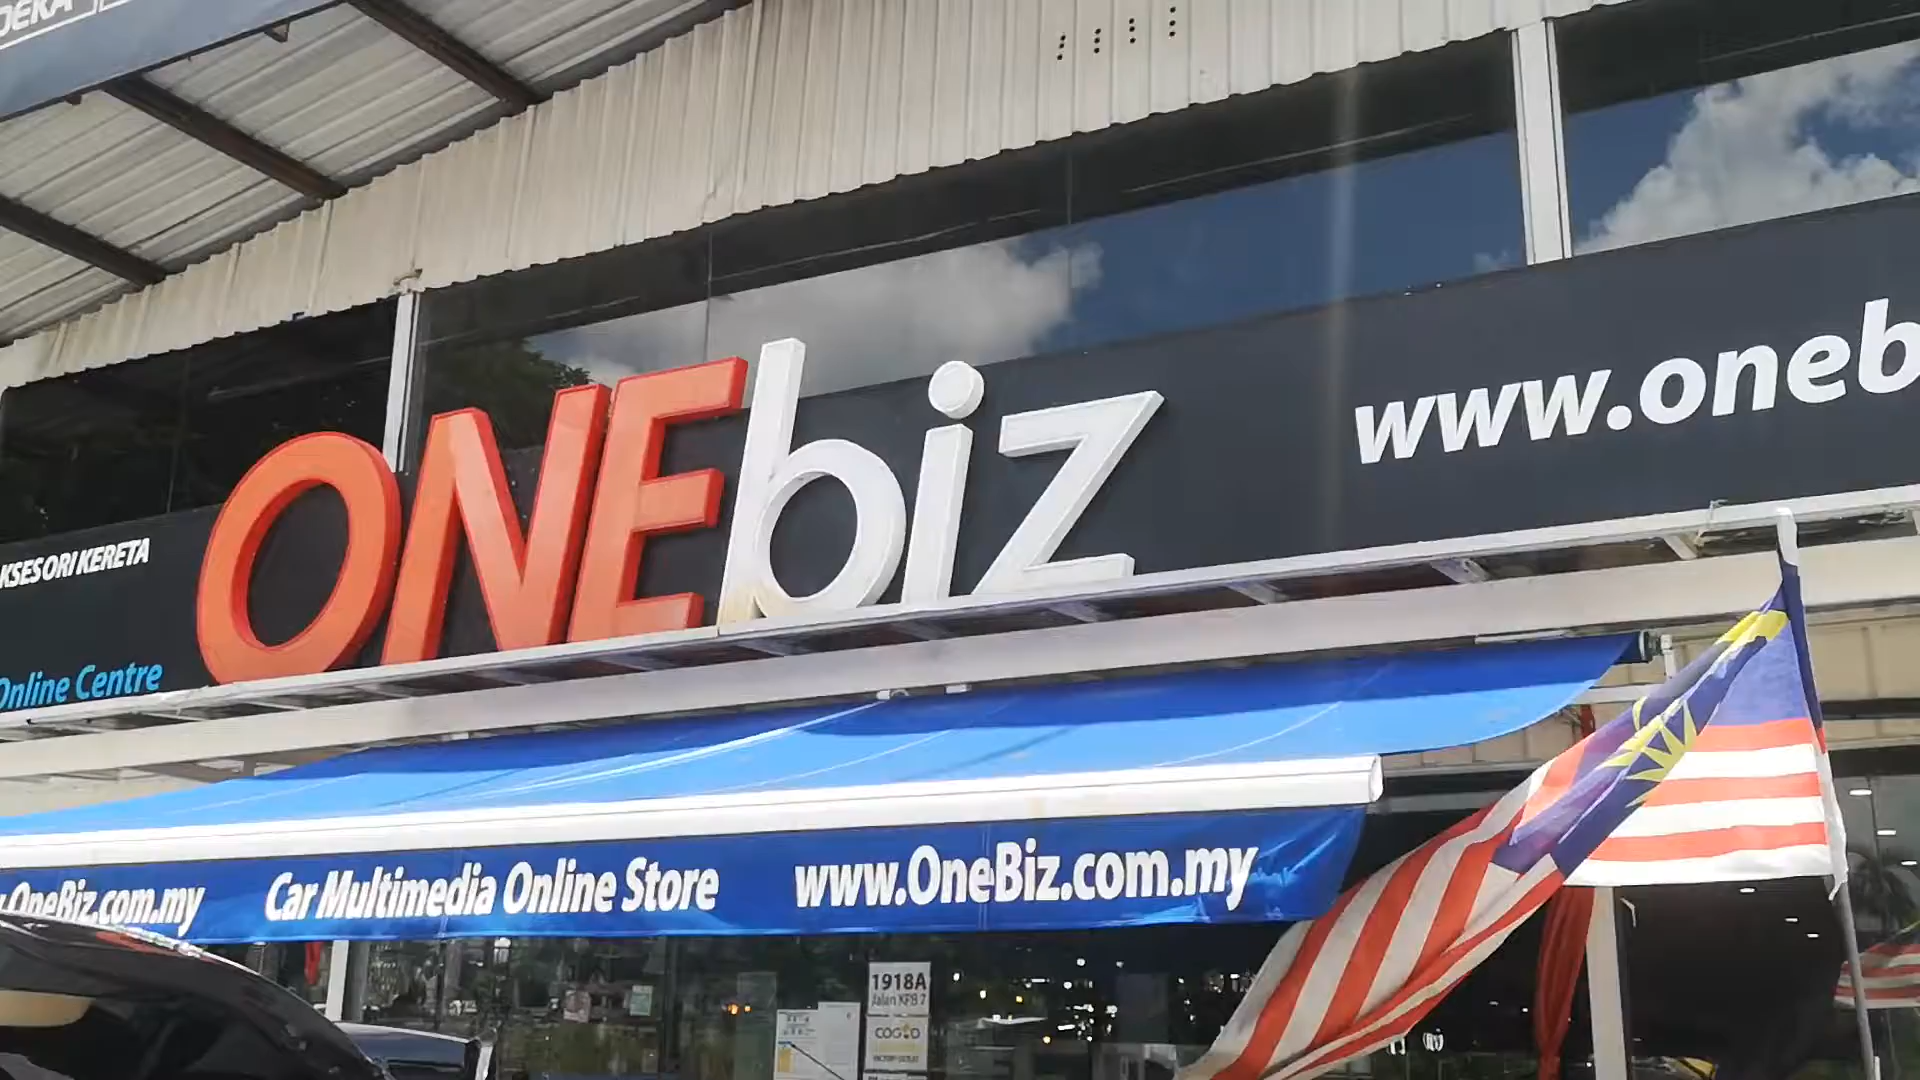 ONEbiz
www.oneb
KSESORI KERETA
Online Centre
OneBiz.com.my
Car Multimedia Online Store
www.OneBiz.com.my
1918A
Jalan KPB 7